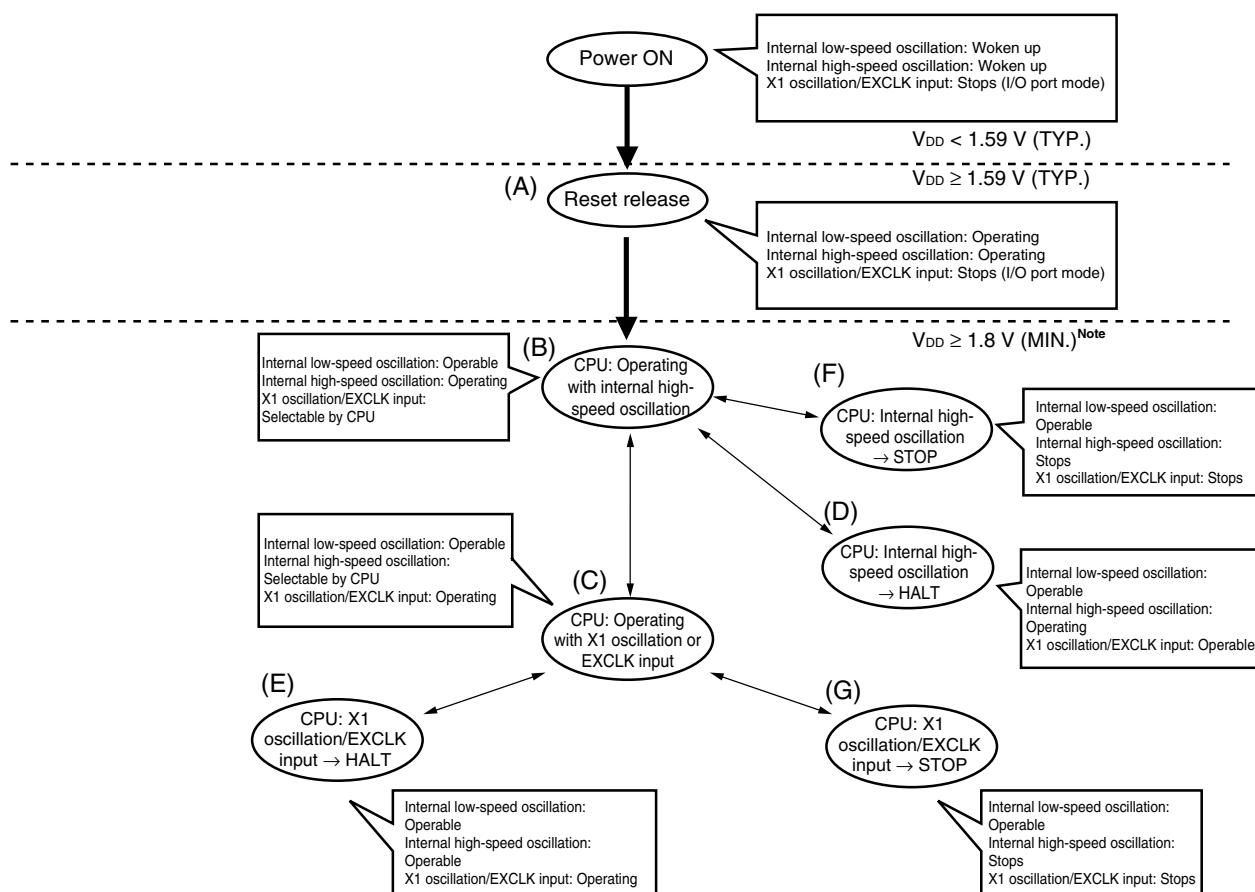 Power ON
Internal low-speed oscillation: Woken up
Internal high-speed oscillation: Woken up
X1 oscillation/EXCLK input: Stops (I/O port mode)
VDD < 1.59 V (TYP.)
VDD ≥ 1.59 V (TYP.)
(A)
Reset release
Internal low-speed oscillation: Operating
Internal high-speed oscillation: Operating
X1 oscillation/EXCLK input: Stops (I/O port mode)
VDD ≥ 1.8 V (MIN.)Note
(B)
CPU: Operating
with internal high-
speed oscillation
Internal low-speed oscillation: Operable
Internal high-speed oscillation: Operating
X1 oscillation/EXCLK input:
Selectable by CPU
(F)
CPU: Internal high-
speed oscillation
→ STOP
Internal low-speed oscillation:
Operable
Internal high-speed oscillation:
Stops
X1 oscillation/EXCLK input: Stops
(D)
CPU: Internal high-
speed oscillation
→ HALT
Internal low-speed oscillation:
Operable
Internal high-speed oscillation:
Operating
X1 oscillation/EXCLK input: Operable
Internal low-speed oscillation: Operable
Internal high-speed oscillation:
Selectable by CPU
X1 oscillation/EXCLK input: Operating
(C)
CPU: Operating
with X1 oscillation or
EXCLK input
(E)
CPU: X1
oscillation/EXCLK
input → HALT
Internal low-speed oscillation:
Operable
Internal high-speed oscillation:
Operable
X1 oscillation/EXCLK input: Operating
(G)
CPU: X1
oscillation/EXCLK
input → STOP
Internal low-speed oscillation:
Operable
Internal high-speed oscillation:
Stops
X1 oscillation/EXCLK input: Stops